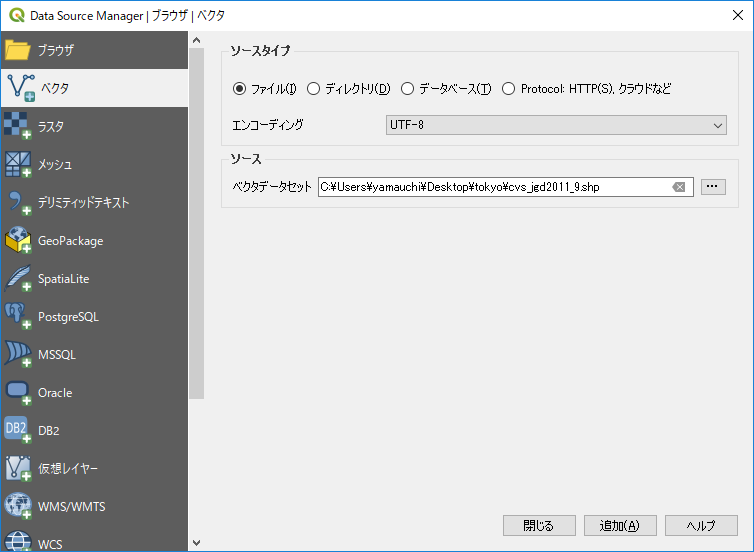 Data Source Manager | ブラウザ | ベクタ
ブラウザ
ベクタ
ラスタ
メッシュ
デリミティッドテキスト
GeoPackage
SpatiaLite
PostgreSQL
MSSQL
Oracle
DB2
DB2
仮想レイヤー
WMS/WMTS
WCS
ソースタイプ
ファイル(I) ディレクトリ(D) データベース(T) Protocol: HTTP(S), クラウドなど
エンコーディング UTF-8
ソース
ベクタデータセット C:¥Users¥yamauchi¥Desktop¥tokyo¥cvs_jgd2011_9.shp ...
閉じる 追加(A) ヘルプ